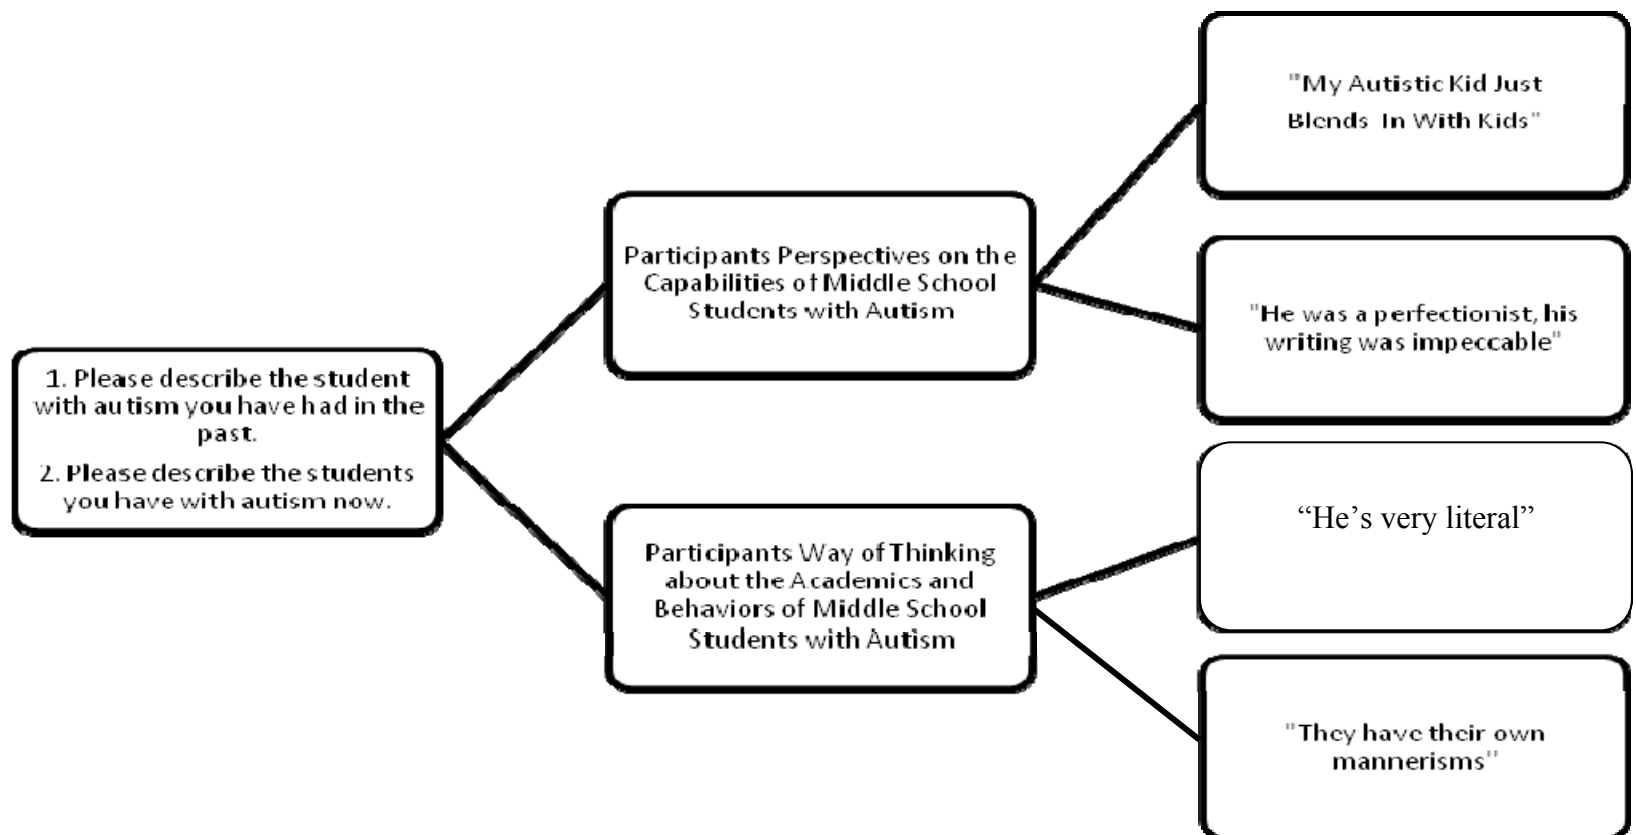 1. Please describe the student
with autism you have had in the
past.
2. Please describe the students
you have with autism now.
Participants Perspectives on the
Capabilities of Middle School
Students with Autism
Participants Way of Thinking
about the Academics and
Behaviors of Middle School
Students with Autism
"My Autistic Kid Just
Blends In With Kids"
"He was a perfectionist, his
writing was impeccable"
“He’s very literal”
"They have their own
mannerisms"